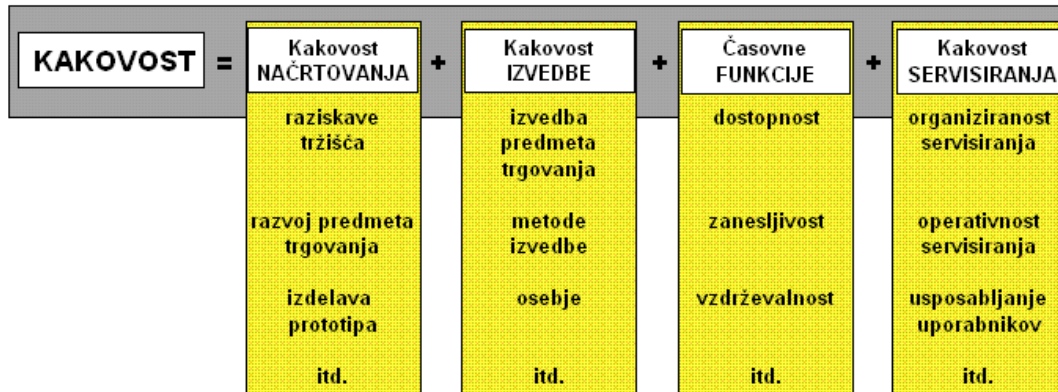 KAKOVOST = Kakovost NAČRTOVANJA + Kakovost IZVEDBE + Časovne FUNKCIJE + Kakovost SERVISIRANJA
raziskave
tržišča
razvoj predmeta
trgovanja
izdelava
prototipa
itd.
izvedba
predmeta
trgovanja
metode
izvedbe
osebje
itd.
dostopnost
zanesljivost
vzdrževalnost
itd.
organiziranost
servisiranja
operativnost
servisiranja
usposabljanje
uporabnikov
itd.